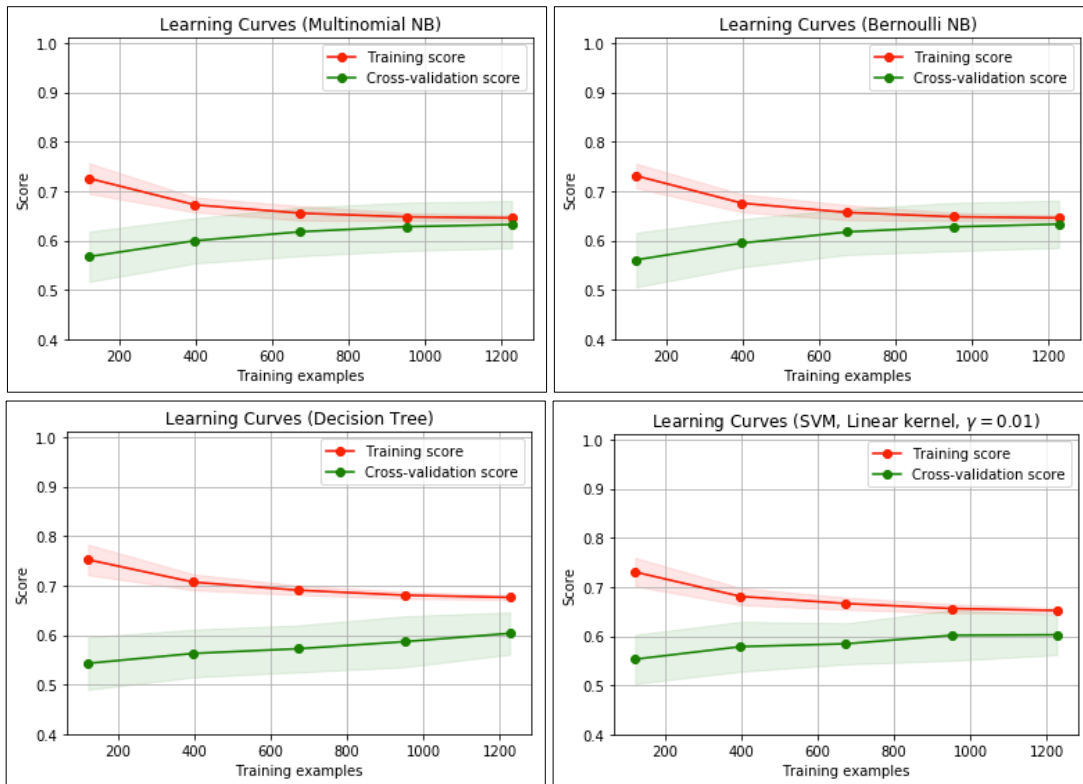 Learning Curves (Multinomial NB)
1.0
0.9
0.8
0.7
0.6
0.5
0.4
Score
Training score
Cross-validation score
200 400 600 800 1000 1200
Training examples
Learning Curves (Bernoulli NB)
1.0
0.9
0.8
0.7
0.6
0.5
0.4
Score
Training score
Cross-validation score
200 400 600 800 1000 1200
Training examples
Learning Curves (Decision Tree)
1.0
0.9
0.8
0.7
0.6
0.5
0.4
Score
Training score
Cross-validation score
200 400 600 800 1000 1200
Training examples
Learning Curves (SVM, Linear kernel, γ = 0.01)
1.0
0.9
0.8
0.7
0.6
0.5
0.4
Score
Training score
Cross-validation score
200 400 600 800 1000 1200
Training examples